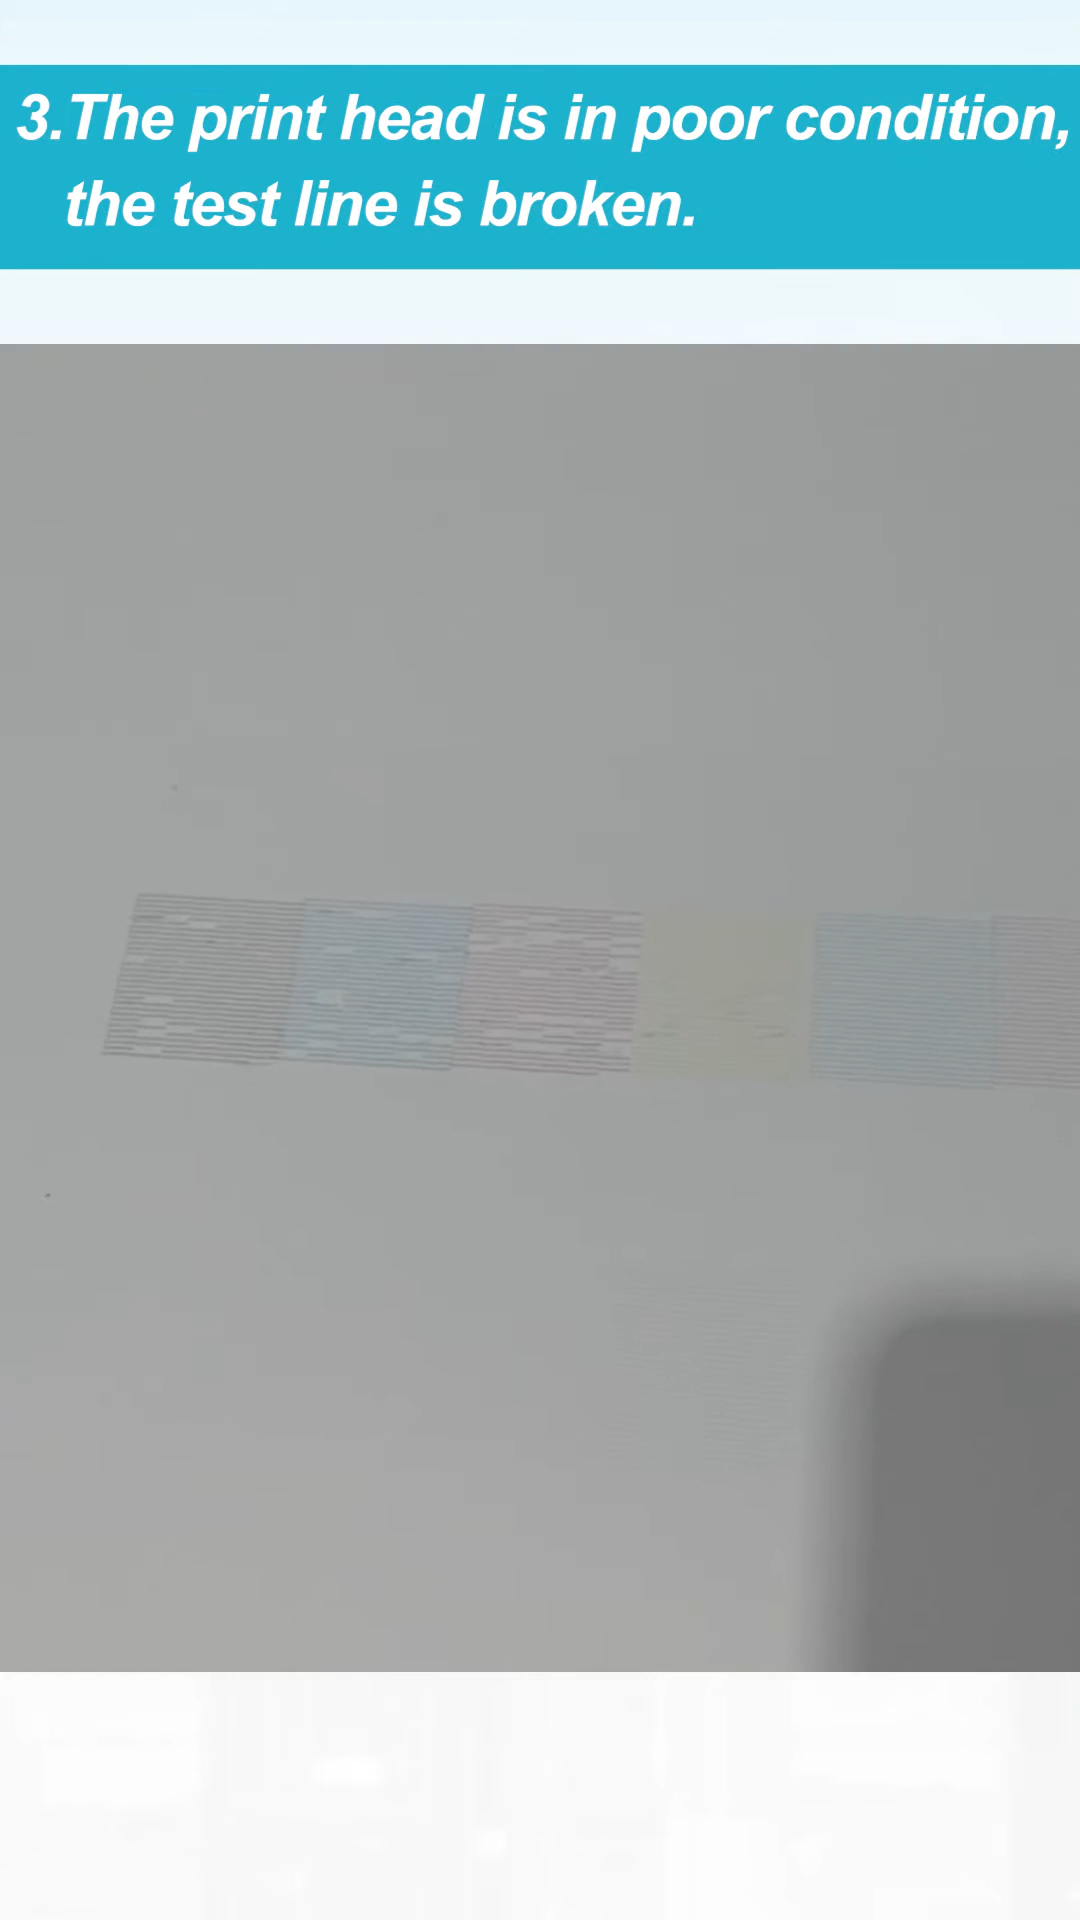 3.The print head is in poor condition,
the test line is broken.